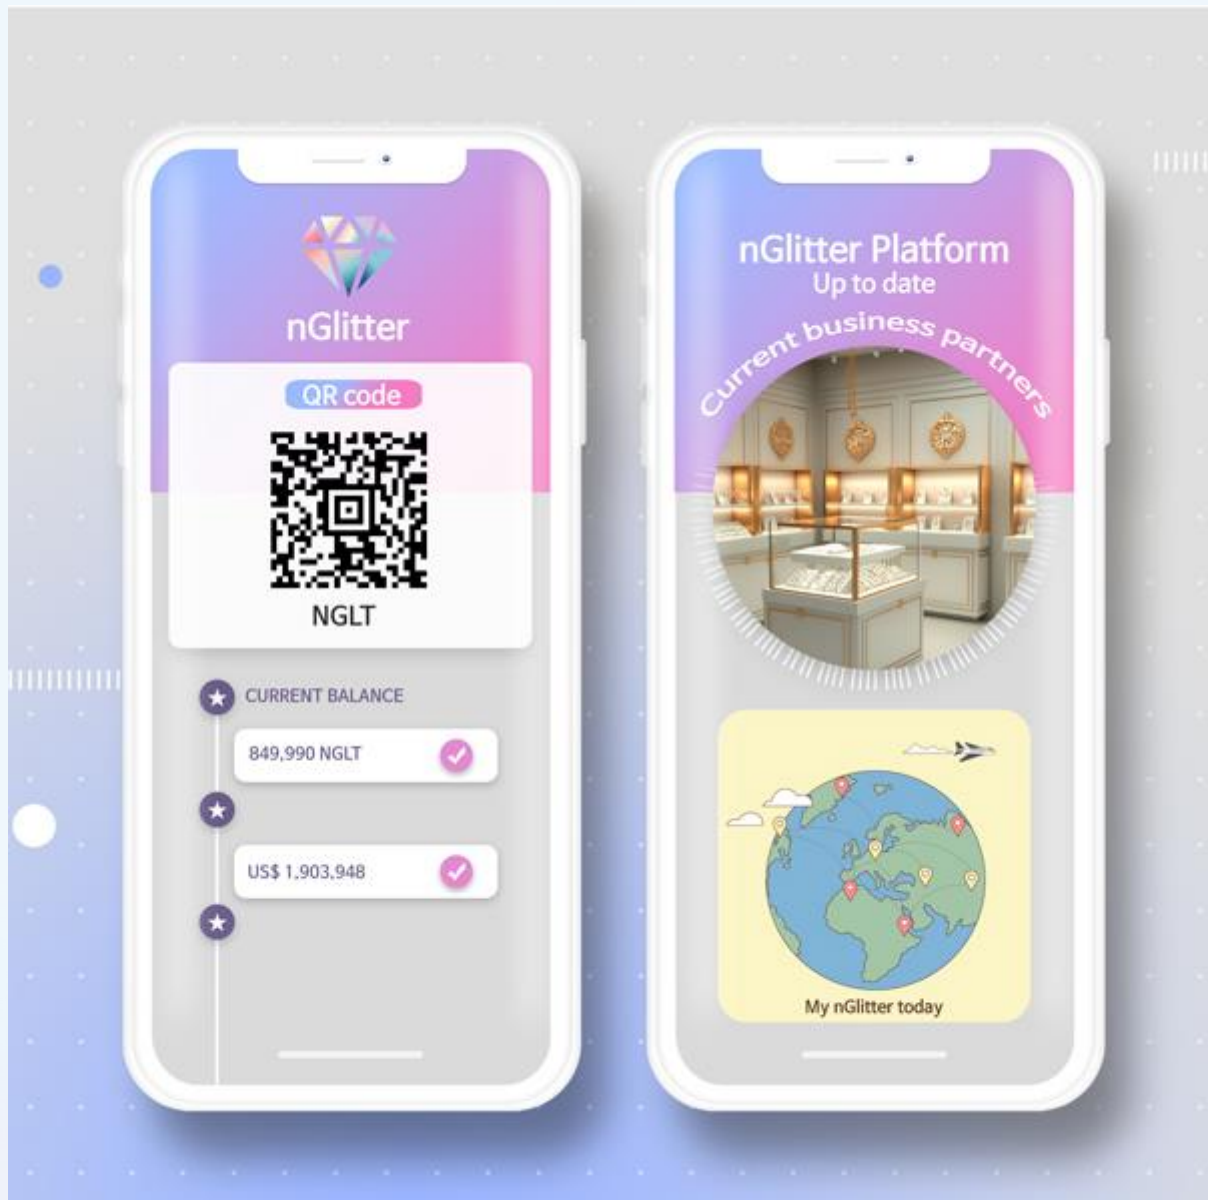 nGlitter
QR code
NGLT
CURRENT BALANCE
849,990 NGLT
US$ 1,903,948
nGlitter Platform
Up to date
Current business partners
My nGlitter today